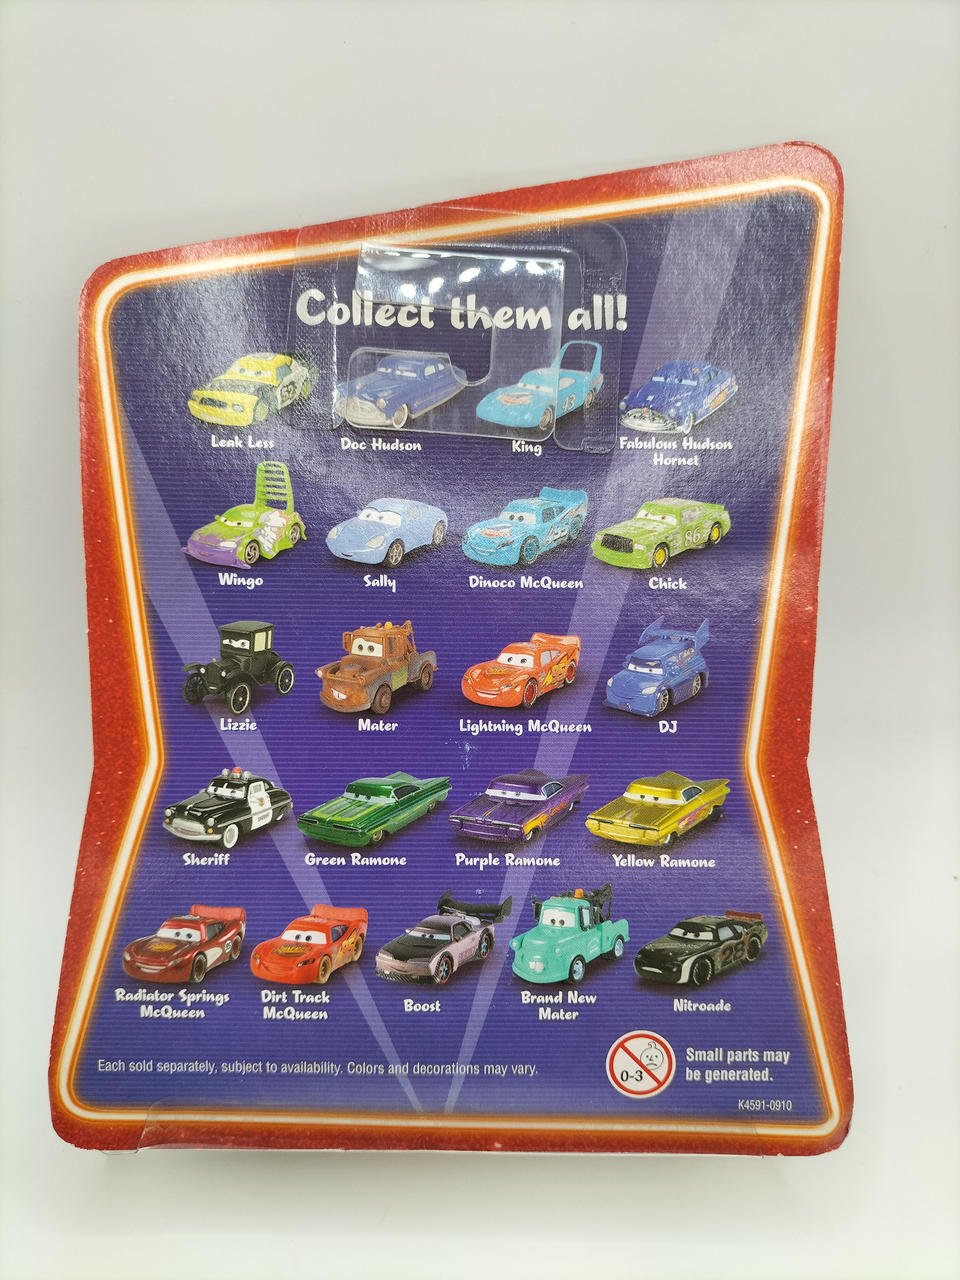 Collect them all!
52
43
Leak Less
Doc Hudson
King
Fabulous Hudson
Hornet
86
Wingo
Sally
Dinoco McQueen
Chick
Lizzie
Mater
Lightning McQueen
DJ
Sheriff
Green Ramone
Purple Ramone
Yellow Ramone
Radiator Springs
McQueen
Dirt Track
McQueen
Boost
Brand New
Mater
Nitroade
Each sold separately, subject to availability. Colors and decorations may vary.
0-3
Small parts may
be generated.
K4591-0910